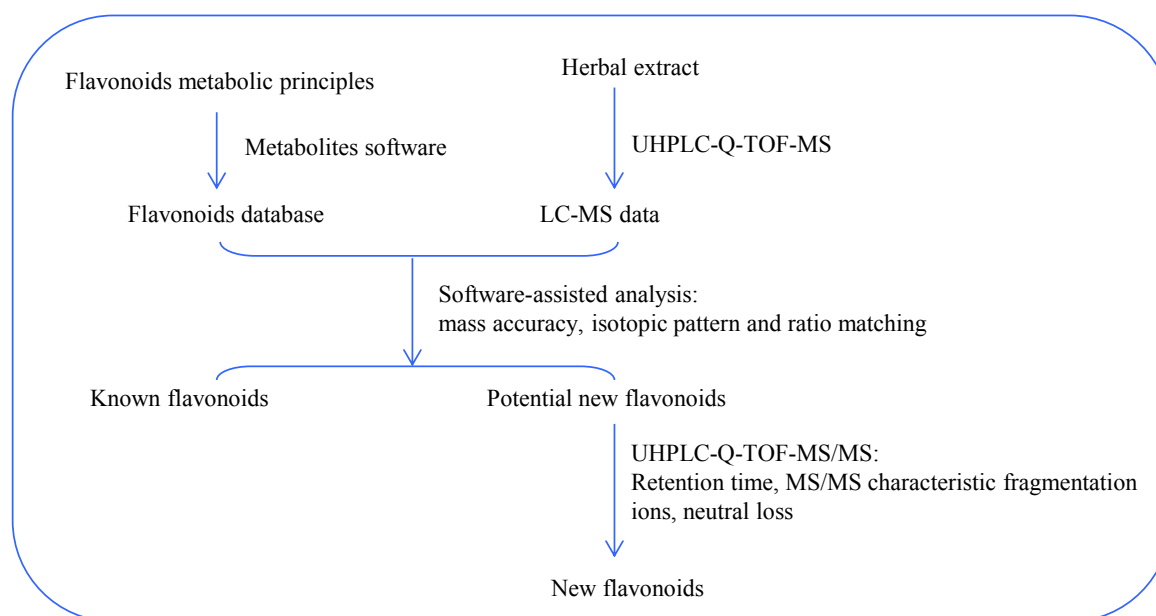 Flavonoids metabolic principles
Herbal extract
Metabolites software
UHPLC-Q-TOF-MS
Flavonoids database
LC-MS data
Software-assisted analysis:
mass accuracy, isotopic pattern and ratio matching
Known flavonoids
Potential new flavonoids
UHPLC-Q-TOF-MS/MS:
Retention time, MS/MS characteristic fragmentation
ions, neutral loss
New flavonoids